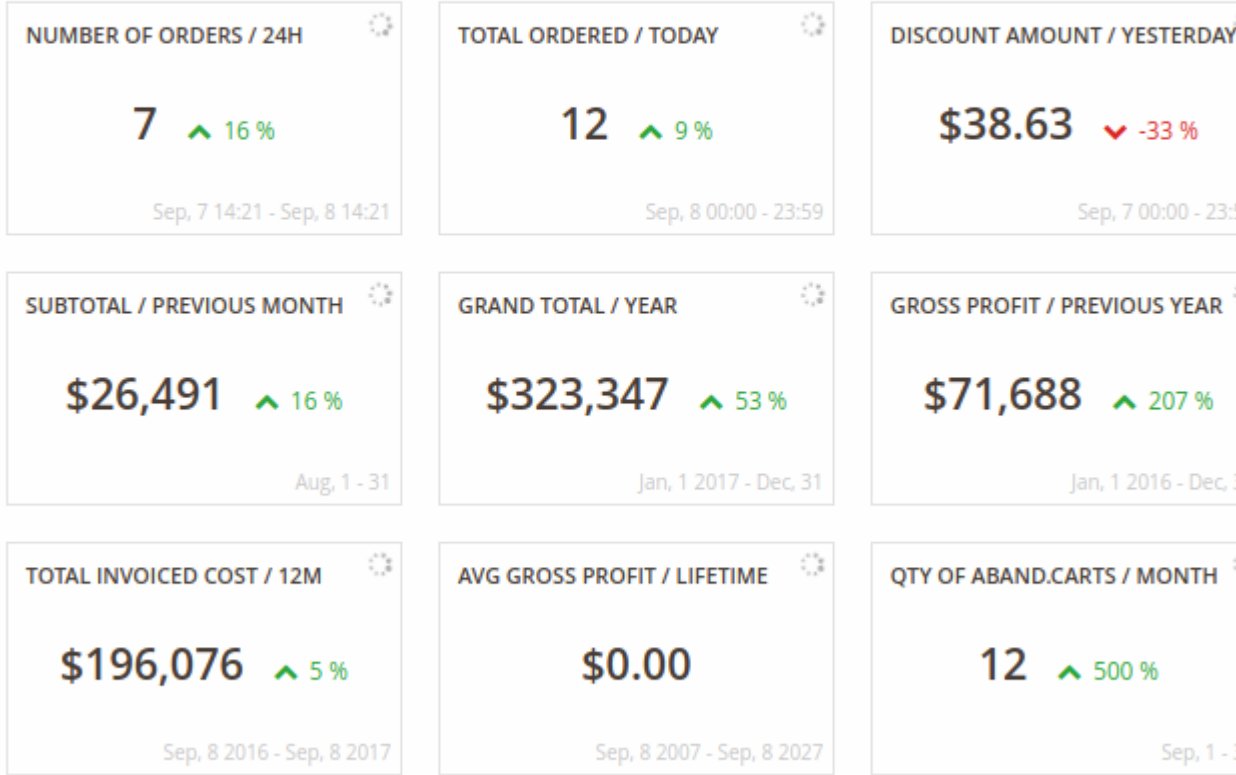 NUMBER OF ORDERS / 24H
7 16 %
Sep, 7 14:21 - Sep, 8 14:21
TOTAL ORDERED / TODAY
12 9 %
Sep, 8 00:00 - 23:59
DISCOUNT AMOUNT / YESTERDAY
$38.63 -33 %
Sep, 7 00:00 -
SUBTOTAL / PREVIOUS MONTH
$26,491 16 %
Aug, 1 - 31
GRAND TOTAL / YEAR
$323,347 53 %
Jan, 1 2017 - Dec, 31
GROSS PROFIT / PREVIOUS YEAR
$71,688 207 %
Jan, 1 2016 - Dec,
TOTAL INVOICED COST / 12M
$196,076 5 %
Sep, 8 2016 - Sep, 8 2017
AVG GROSS PROFIT / LIFETIME
$0.00
Sep, 8 2007 - Sep, 8 2027
QTY OF ABAND.CARTS / MONTH
12 500 %
Sep, 1 -